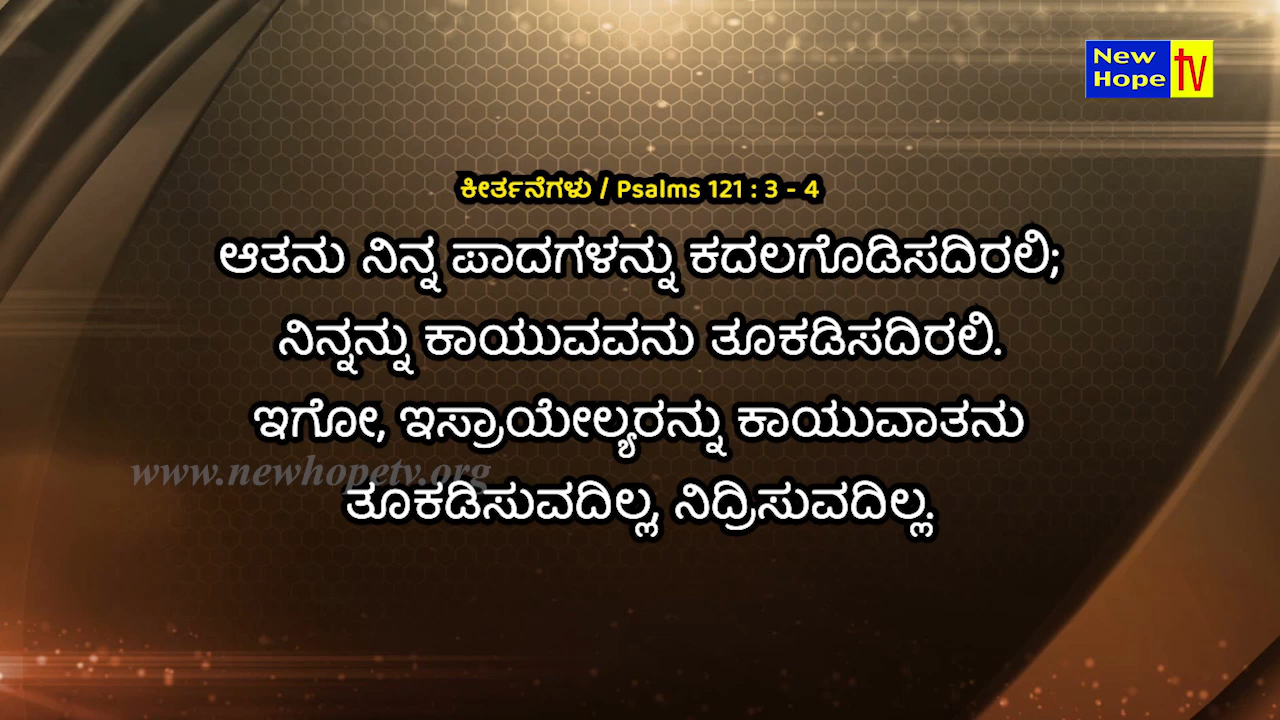 New
Hope tv
ಕೀರ್ತನೆಗಳು / Psalms 121 : 3 - 4
ಆತನು ನಿನ್ನ ಪಾದಗಳನ್ನು ಕದಲಗೊಡಿಸದಿರಲಿ;
ನಿನ್ನನ್ನು ಕಾಯುವವನು ತೂಕಡಿಸದಿರಲಿ.
ಇಗೋ, ಇಸ್ರಾಯೇಲ್ಯರನ್ನು ಕಾಯುವಾತನು
www.newhopetv.org
ತೂಕಡಿಸುವದಿಲ್ಲ, ನಿದ್ರಿಸುವದಿಲ್ಲ.